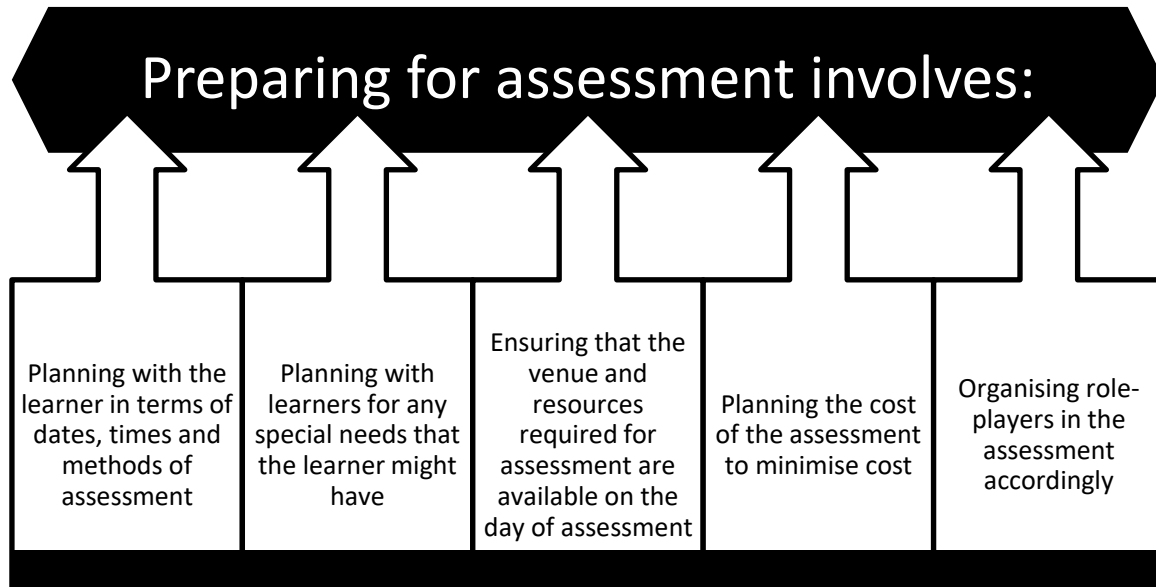 Preparing for assessment involves:
Planning with the
learner in terms of
dates, times and
methods of
assessment
Planning with
learners for any
special needs that
the learner might
have
Ensuring that the
venue and
resources
required for
assessment are
available on the
day of assessment
Planning the cost
of the assessment
to minimise cost
Organising role-
players in the
assessment
accordingly